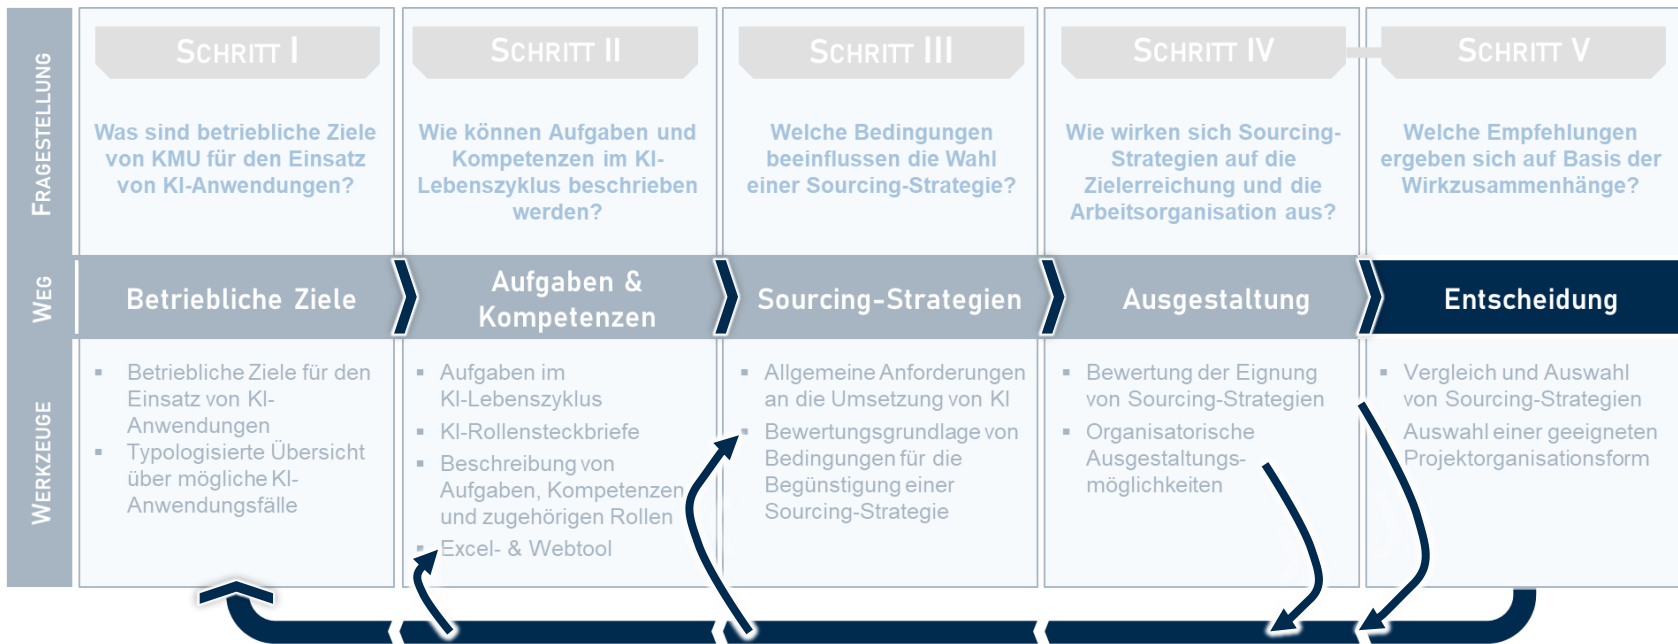 FRAGESTELLUNG
SCHRITT I
Was sind betriebliche Ziele
von KMU für den Einsatz
von KI-Anwendungen?
SCHRITT II
Wie können Aufgaben und
Kompetenzen im KI-
Lebenszyklus beschrieben
werden?
SCHRITT III
Welche Bedingungen
beeinflussen die Wahl
einer Sourcing-Strategie?
SCHRITT IV
Wie wirken sich Sourcing-
Strategien auf die
Zielerreichung und die
Arbeitsorganisation aus?
SCHRITT V
Welche Empfehlungen
ergeben sich auf Basis der
Wirkzusammenhänge?
WEG
Betriebliche Ziele
Aufgaben &
Kompetenzen
Sourcing-Strategien
Ausgestaltung
Entscheidung
WERKZEUGE
▪ Betriebliche Ziele für den
Einsatz von KI-
Anwendungen
▪ Typologisierte Übersicht
über mögliche KI-
Anwendungsfälle
▪ Aufgaben im
KI-Lebenszyklus
▪ KI-Rollensteckbriefe
▪ Beschreibung von
Aufgaben, Kompetenzen
und zugehörigen Rollen
▪ Excel- & Webtool
▪ Allgemeine Anforderungen
an die Umsetzung von KI
▪ Bewertungsgrundlage von
Bedingungen für die
Begünstigung einer
Sourcing-Strategie
▪ Bewertung der Eignung
von Sourcing-Strategien
▪ Organisatorische
Ausgestaltungs-
möglichkeiten
▪ Vergleich und Auswahl
von Sourcing-Strategien
▪ Auswahl einer geeigneten
Projektorganisationsform